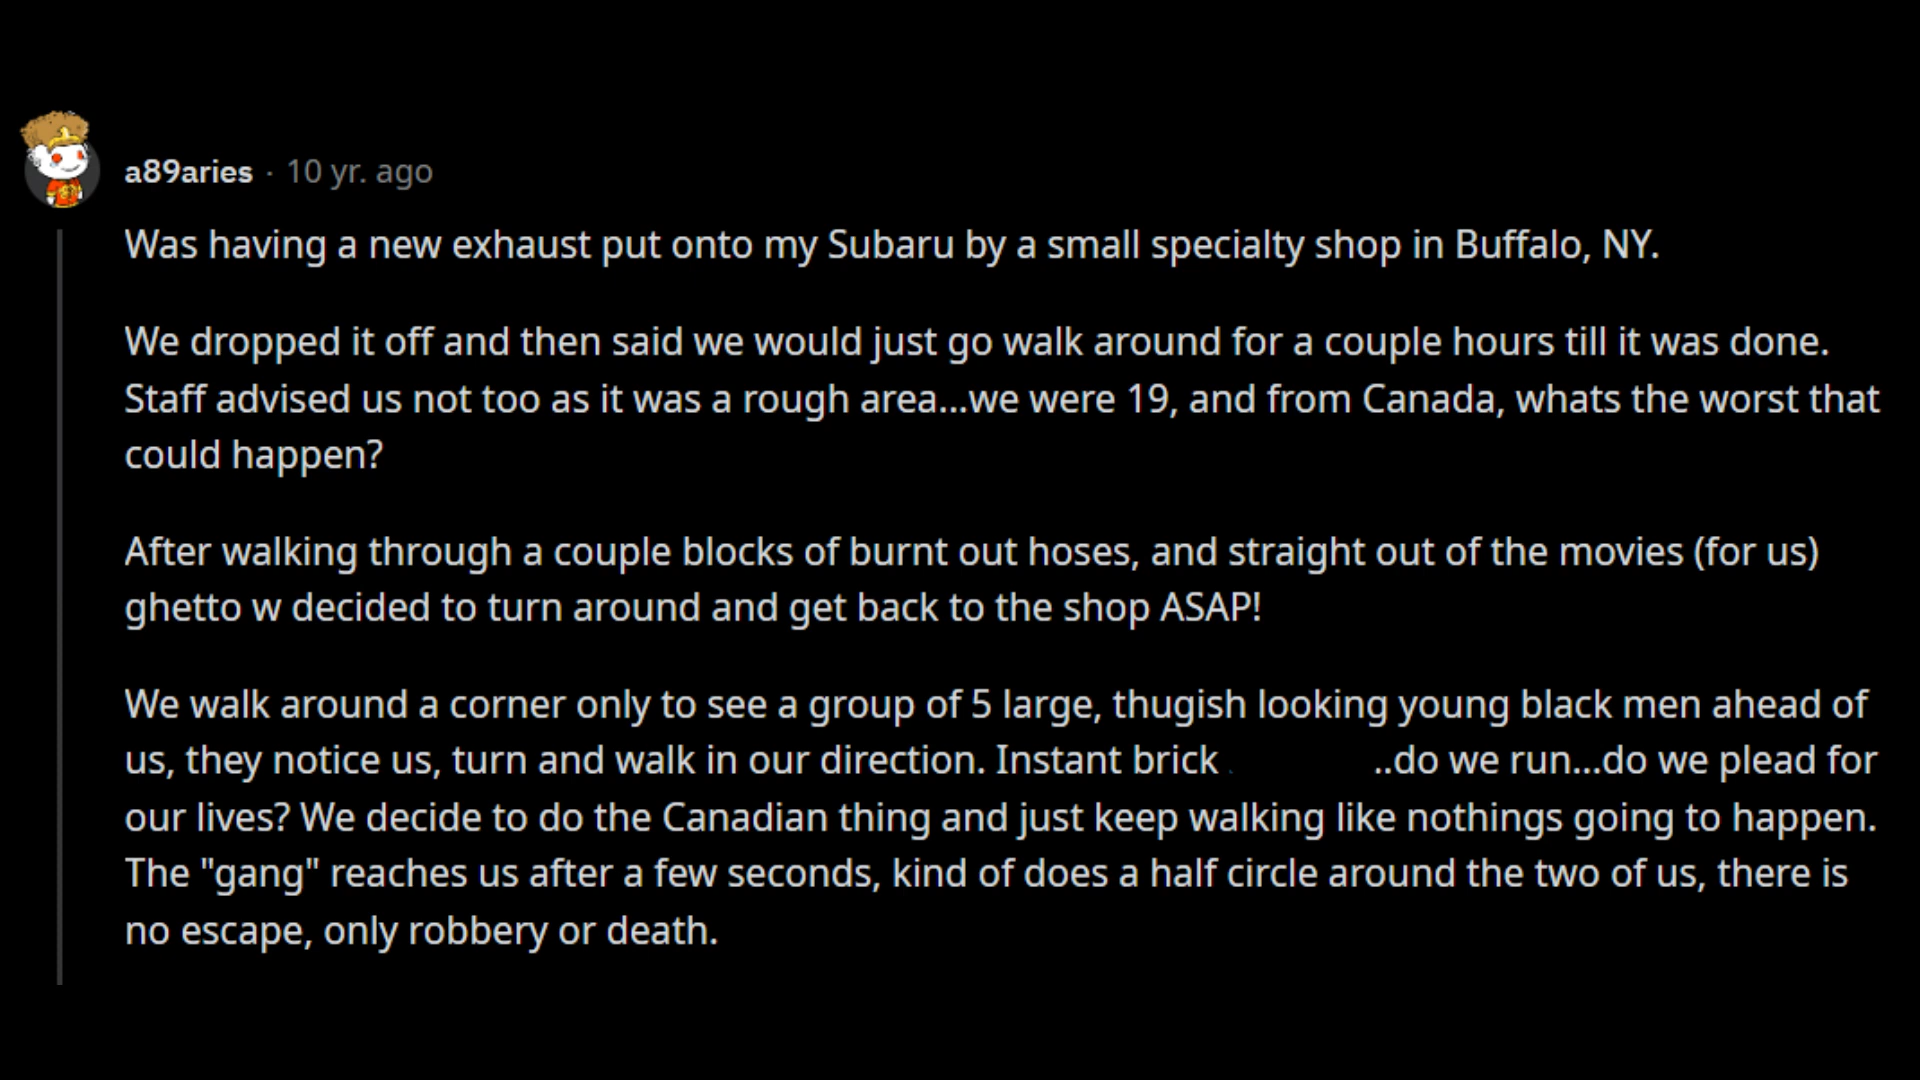 a89aries · 10 yr. ago
Was having a new exhaust put onto my Subaru by a small specialty shop in Buffalo, NY.
We dropped it off and then said we would just go walk around for a couple hours till it was done.
Staff advised us not too as it was a rough area...we were 19, and from Canada, whats the worst that
could happen?
After walking through a couple blocks of burnt out hoses, and straight out of the movies (for us)
ghetto w decided to turn around and get back to the shop ASAP!
We walk around a corner only to see a group of 5 large, thugish looking young black men ahead of
us, they notice us, turn and walk in our direction. Instant brick ..do we run...do we plead for
our lives? We decide to do the Canadian thing and just keep walking like nothings going to happen.
The "gang" reaches us after a few seconds, kind of does a half circle around the two of us, there is
no escape, only robbery or death.